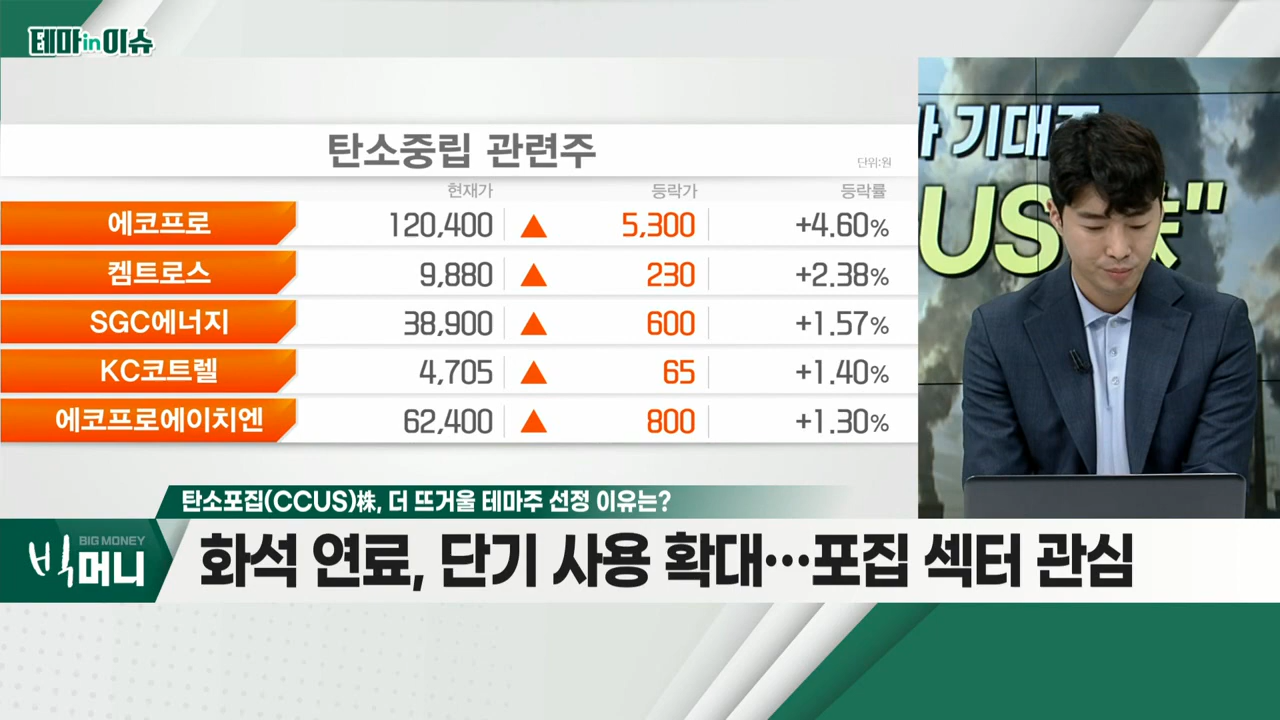 테마in이슈
탄소중립 관련주
단위:원
현재가 등락가 등락률
에코프로 120,400 ▲ 5,300 +4.60%
켐트로스 9,880 ▲ 230 +2.38%
SGC에너지 38,900 ▲ 600 +1.57%
KC코트렐 4,705 ▲ 65 +1.40%
에코프로에이치엔 62,400 ▲ 800 +1.30%
기대
US 株"
탄소포집(CCUS)株, 더 뜨거울 테마주 선정 이유는?
BIG MONEY
빅머니
화석 연료, 단기 사용 확대…포집 섹터 관심